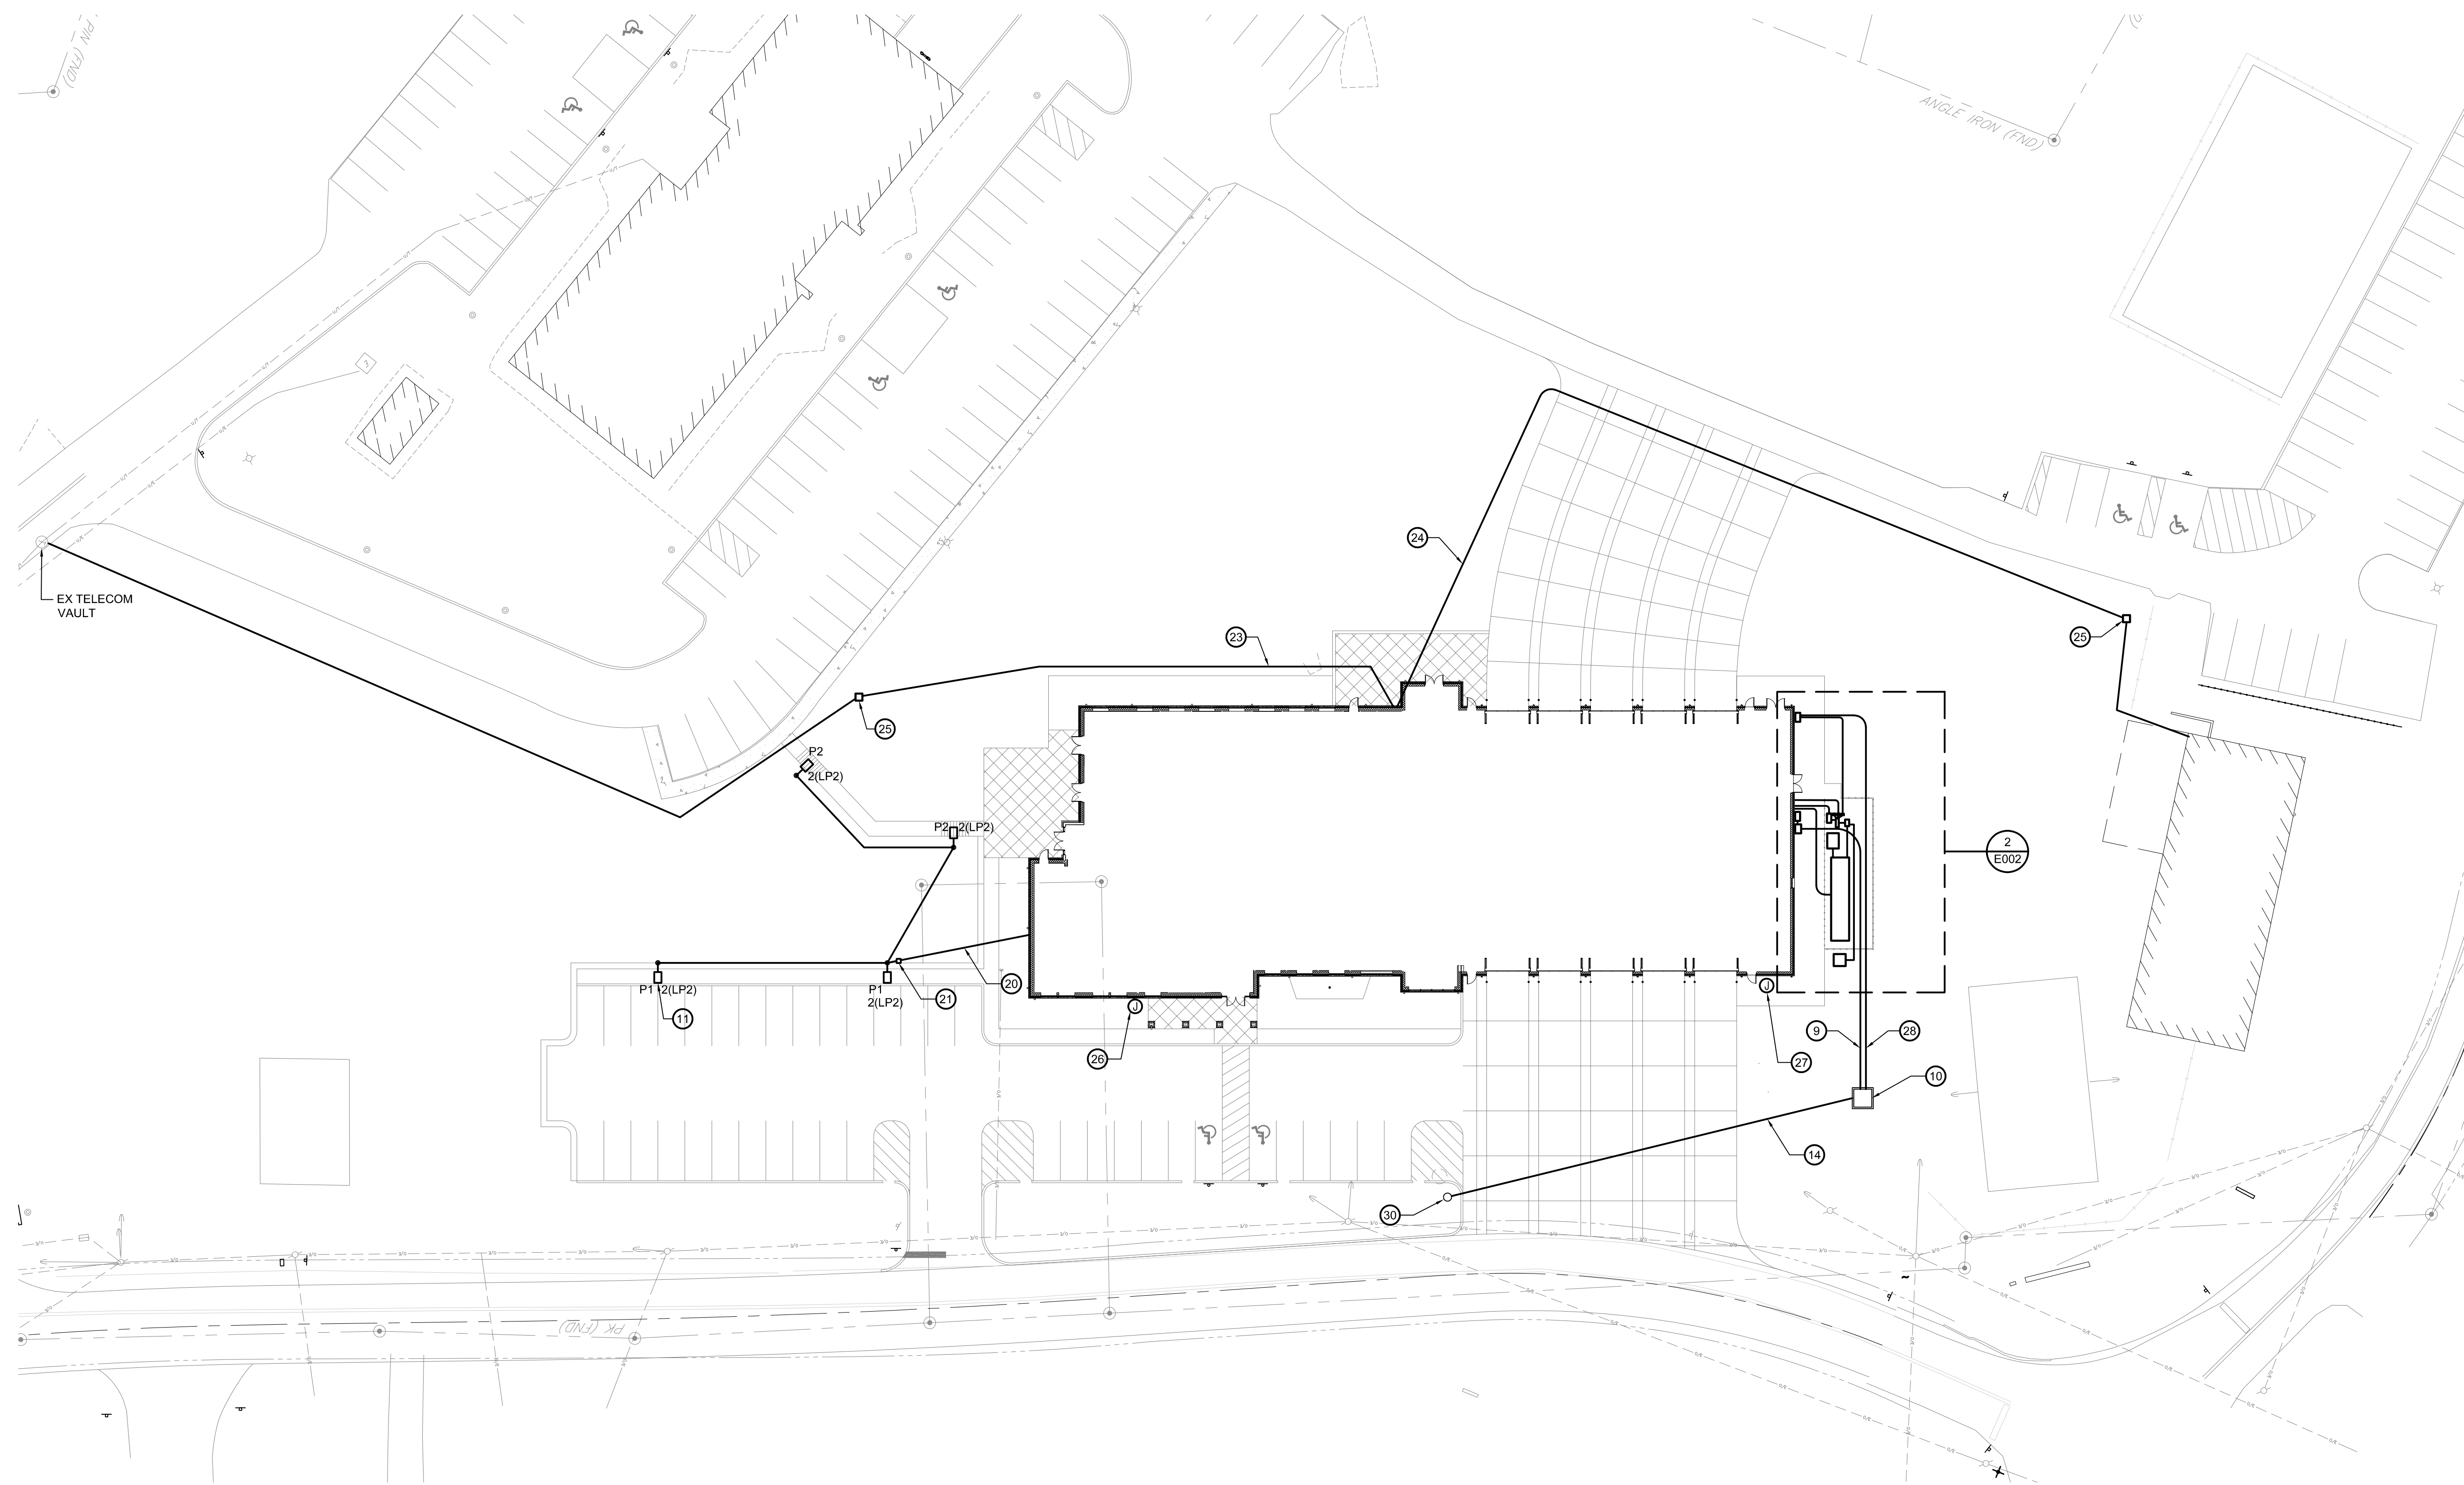 PIN (FND)
ANGLE IRON (FND)
24
EX TELECOM
VAULT
23
25
25
P2
2(LP2)
P2
2(LP2)
2
E002
P1
2(LP2)
P1
2(LP2)
11
21
20
J
26
J
27
9
28
10
14
30
PK (FND)